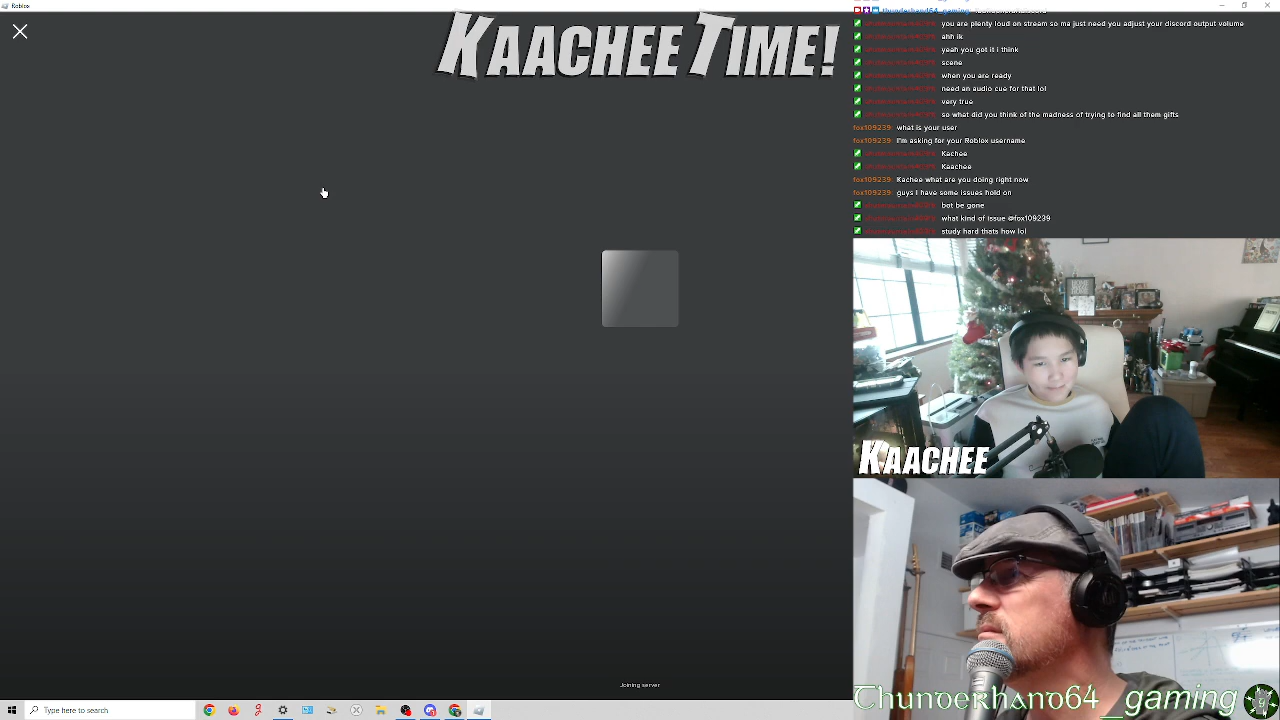 Roblox
KAACHEE TIME!
thunderhand64_gaming
you are plenty loud on stream so me just need you adjust your discord output volume
ahh ik
yeah you got it i think
scene
when you are ready
need an audio cue for that lol
very true
so what did you think of the madness of trying to find all them gifts
fox109239: what is your user
fox109239: I'm asking for your Roblox username
Kachee
Kaachee
fox109239: Kachee what are you doing right now
fox109239: guys I have some issues hold on
bot be gone
what kind of issue @fox109239
study hard thats how lol
KAACHEE
Joining server
Thunderhand64_gaming
Type here to search